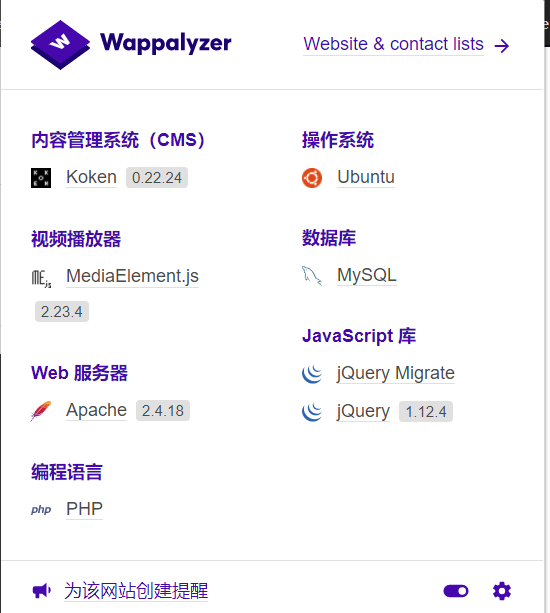 Wappalyzer
Website & contact lists
内容管理系统（CMS）
Koken 0.22.24
视频播放器
MediaElement.js
2.23.4
Web 服务器
Apache 2.4.18
编程语言
php PHP
操作系统
Ubuntu
数据库
MySQL
JavaScript 库
jQuery Migrate
jQuery 1.12.4
为该网站创建提醒